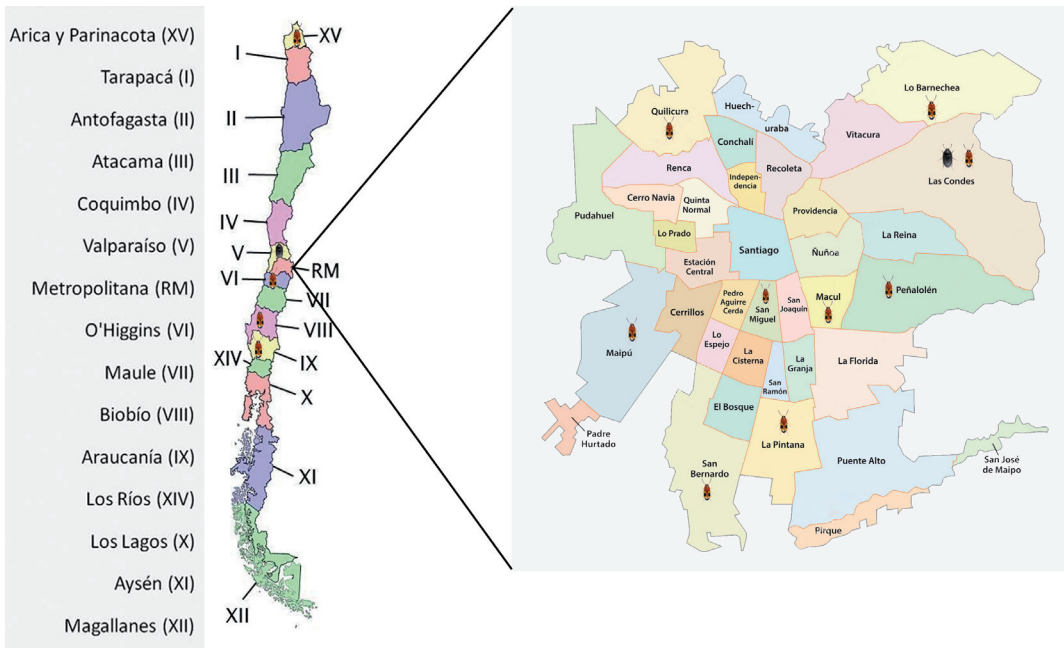 Arica y Parinacota (XV)
Tarapacá (I)
Antofagasta (II)
Atacama (III)
Coquimbo (IV)
Valparaíso (V)
Metropolitana (RM)
O'Higgins (VI)
Maule (VII)
Biobío (VIII)
Araucanía (IX)
Los Ríos (XIV)
Los Lagos (X)
Aysén (XI)
Magallanes (XII)
XV
I
II
III
IV
V
RM
VI
VII
VIII
XIV
IX
X
XI
XII
Lo Barnechea
Quilicura
Huech-
uraba
Vitacura
Conchalí
Renca
Recoleta
Indepen-
dencia
Las Condes
Cerro Navia
Quinta
Normal
Pudahuel
Providencia
Lo Prado
La Reina
Santiago
Ñuñoa
Estación
Central
Peñalolén
Pedro
Aguirre
Cerda
San
Miguel
San
Joaquín
Macul
Cerrillos
Lo
Espejo
Maipú
La
Cisterna
La
Granja
La Florida
San
Ramón
El Bosque
Padre
Hurtado
La Pintana
San
Bernardo
Puente Alto
San José
de Maipo
Pirque